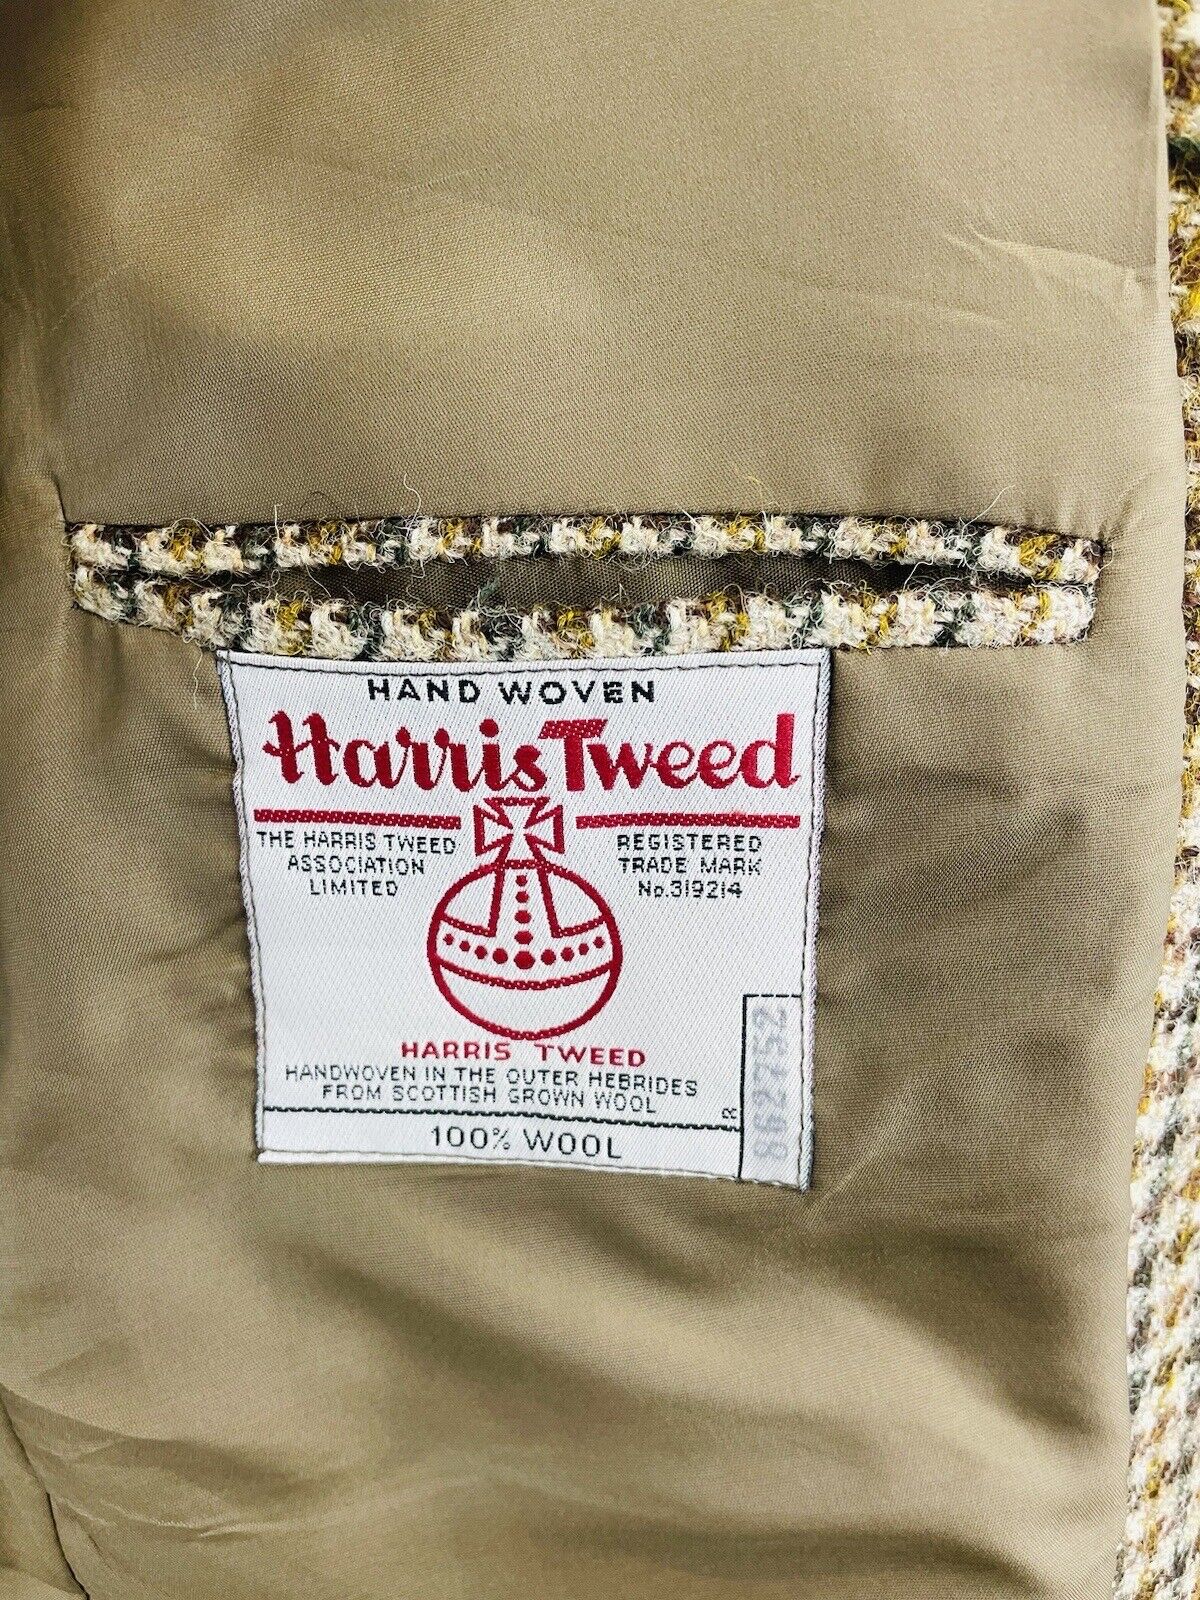 HAND WOVEN
Harris Tweed
THE HARRIS TWEED
ASSOCIATION
LIMITED
REGISTERED
TRADE MARK
No.319214
HARRIS TWEED
HANDWOVEN IN THE OUTER HEBRIDES
FROM SCOTTISH GROWN WOOL
100% WOOL
R
862752